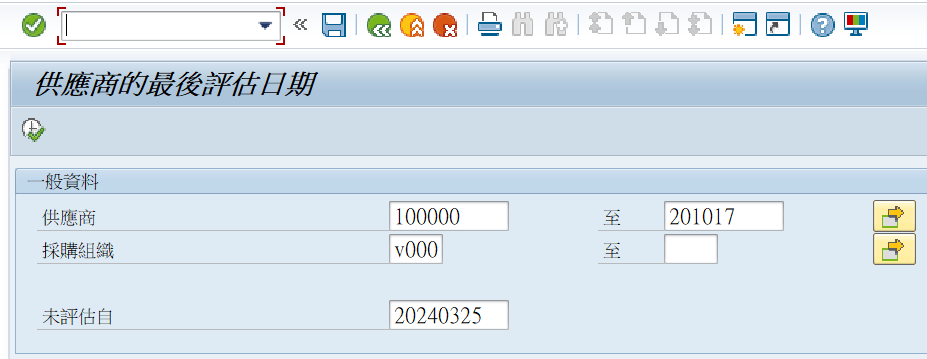 供應商的最後評估日期
一般資料
供應商 100000 至 201017
採購組織 v000 至
未評估自 20240325